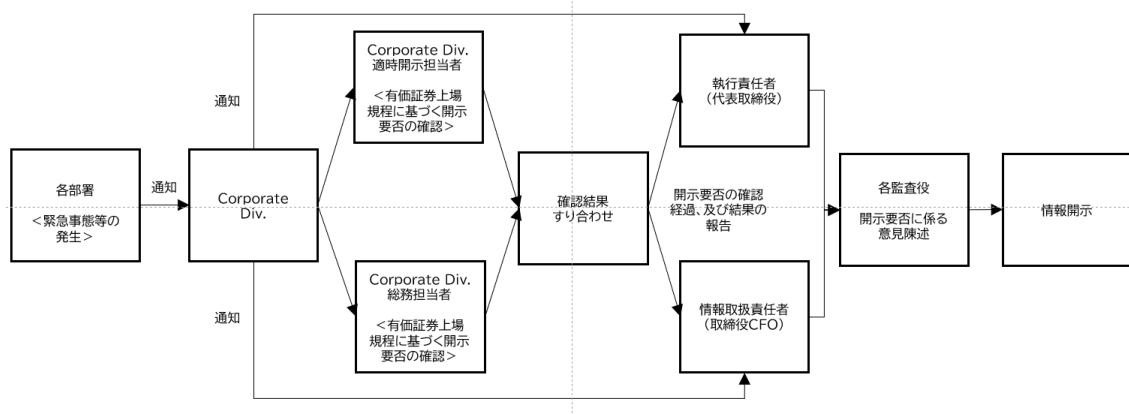 各部署
<緊急事態等の
発生>
通知
Corporate
Div.
通知
通知
Corporate Div.
適時開示担当者
<有価証券上場
規程に基づく開示
要否の確認>
Corporate Div.
総務担当者
<有価証券上場
規程に基づく開示
要否の確認>
確認結果
すり合わせ
開示要否の確認
経過、及び結果の
報告
執行責任者
（代表取締役）
情報取扱責任者
（取締役CFO）
各監査役
開示要否に係る
意見陳述
情報開示